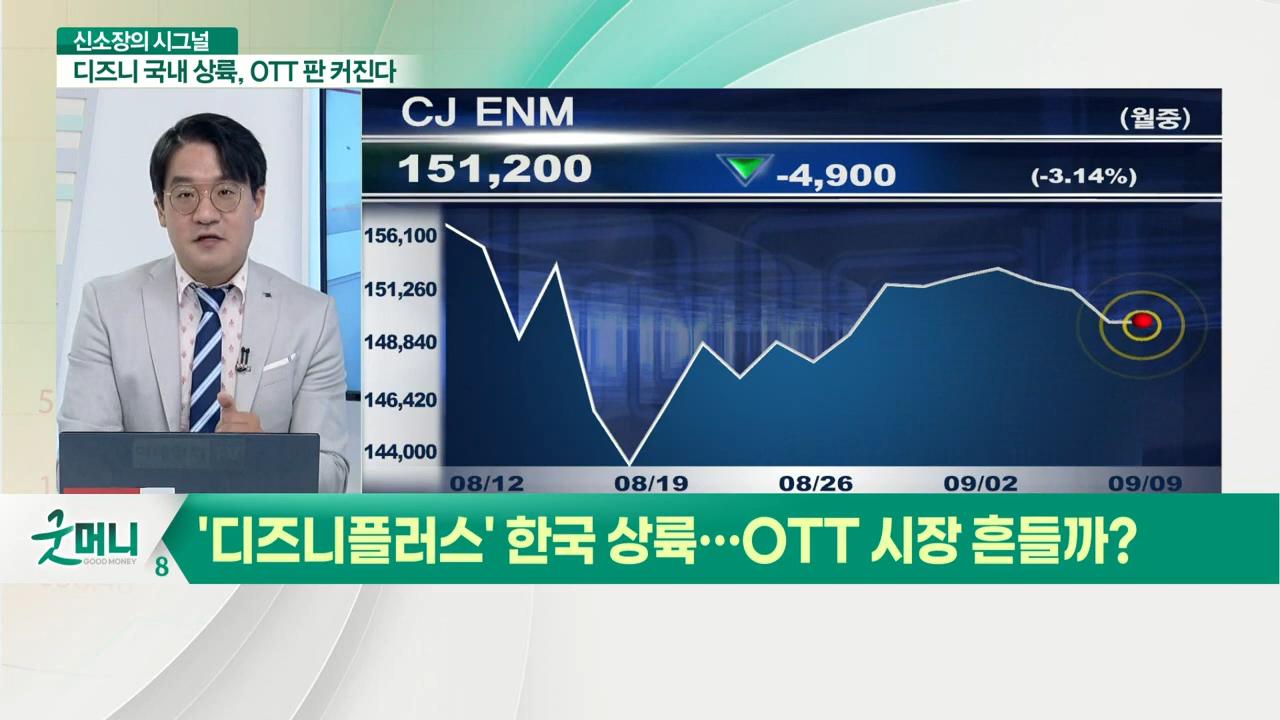 신소장의 시그널
디즈니 국내 상륙, OTT 판 커진다
CJ ENM
(월중)
151,200
-4,900
(-3.14%)
156,100
151,260
148,840
146,420
144,000
08/12
08/19
08/26
09/02
09/09
굿머니
GOOD MONEY
8
'디즈니플러스' 한국 상륙…OTT 시장 흔들까?